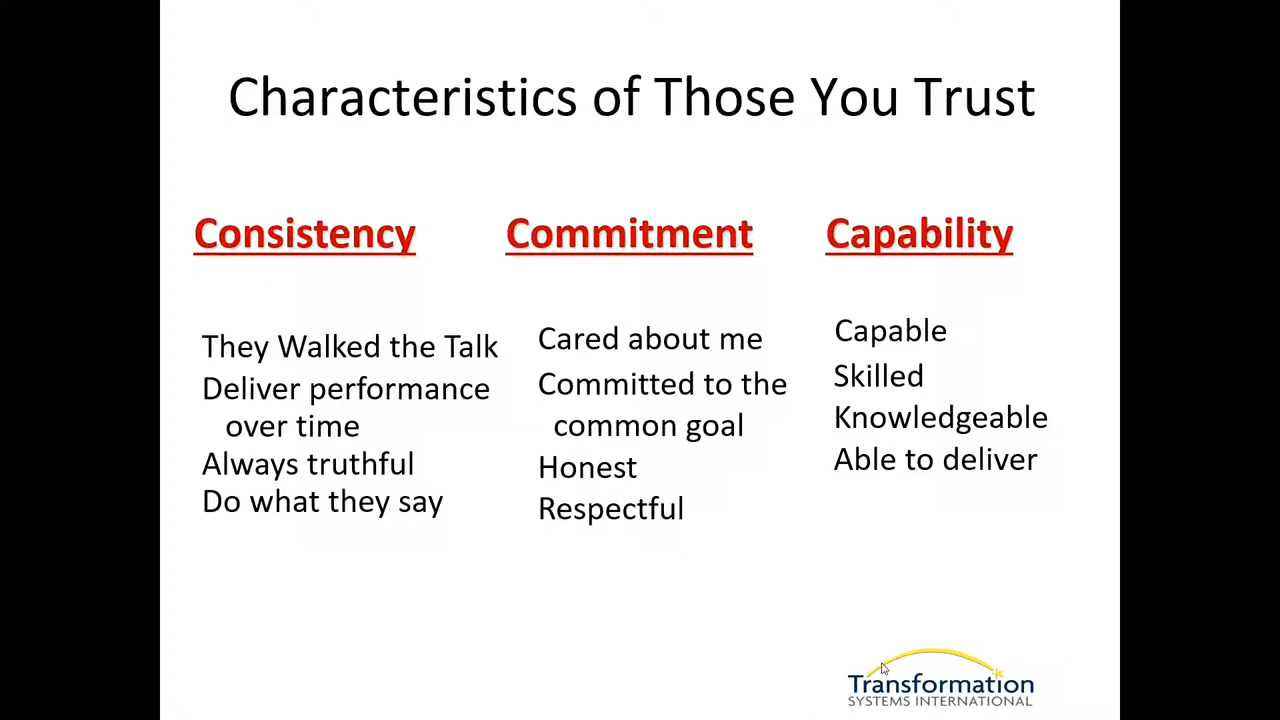 Characteristics of Those You Trust
Consistency
They Walked the Talk
Deliver performance
over time
Always truthful
Do what they say
Commitment
Cared about me
Committed to the
common goal
Honest
Respectful
Capability
Capable
Skilled
Knowledgeable
Able to deliver
Transformation
SYSTEMS INTERNATIONAL